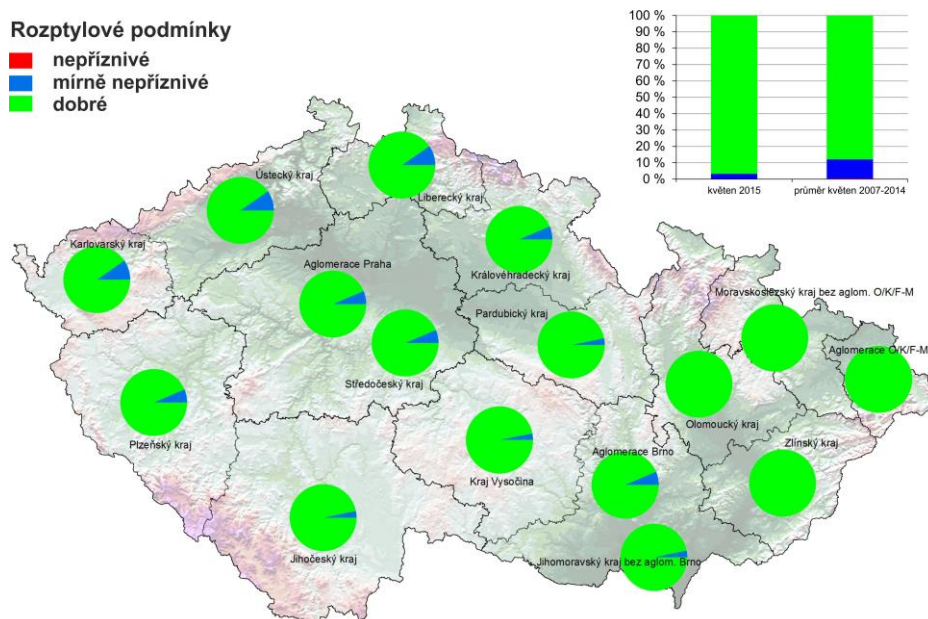 Rozptylové podmínky
nepříznivé
mírně nepříznivé
dobré
100 %
90 %
80 %
70 %
60 %
50 %
40 %
30 %
20 %
10 %
0 %
květen 2015
průměr květen 2007-2014
Ústecký kraj
Liberecký kraj
Karlovarský kraj
Aglomerace Praha
Královéhradecký kraj
Moravskoslezský kraj bez aglom. O/K/F-M
Pardubický kraj
Aglomerace O/K/F-M
Středočeský kraj
Olomoucký kraj
Plzeňský kraj
Zlínský kraj
Aglomerace Brno
Kraj Vysočina
Jihočeský kraj
Jihomoravský kraj bez aglom. Brno